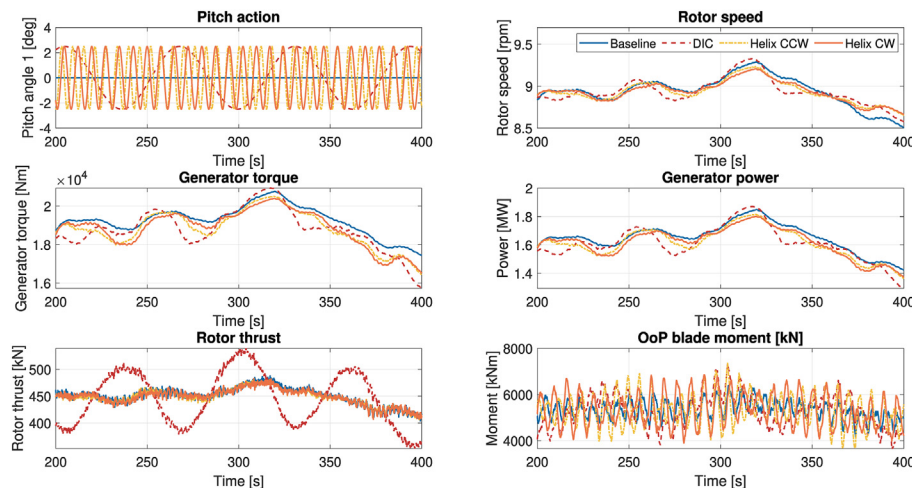 Pitch action
Pitch angle 1 [deg]
4
2
0
-2
-4
200 250 300 350 400
Time [s]
Rotor speed
Rotor speed [rpm]
9.5
9
8.5
Baseline DIC Helix CCW Helix CW
200 250 300 350 400
Time [s]
Generator torque
×10⁴
Generator torque [Nm]
20
18
16
200 250 300 350 400
Time [s]
Generator power
Power [MW]
2
1.8
1.6
1.4
200 250 300 350 400
Time [s]
Rotor thrust
Rotor thrust [kN]
500
450
400
200 250 300 350 400
Time [s]
OoP blade moment [kN]
Moment [kNm]
8000
6000
4000
200 250 300 350 400
Time [s]